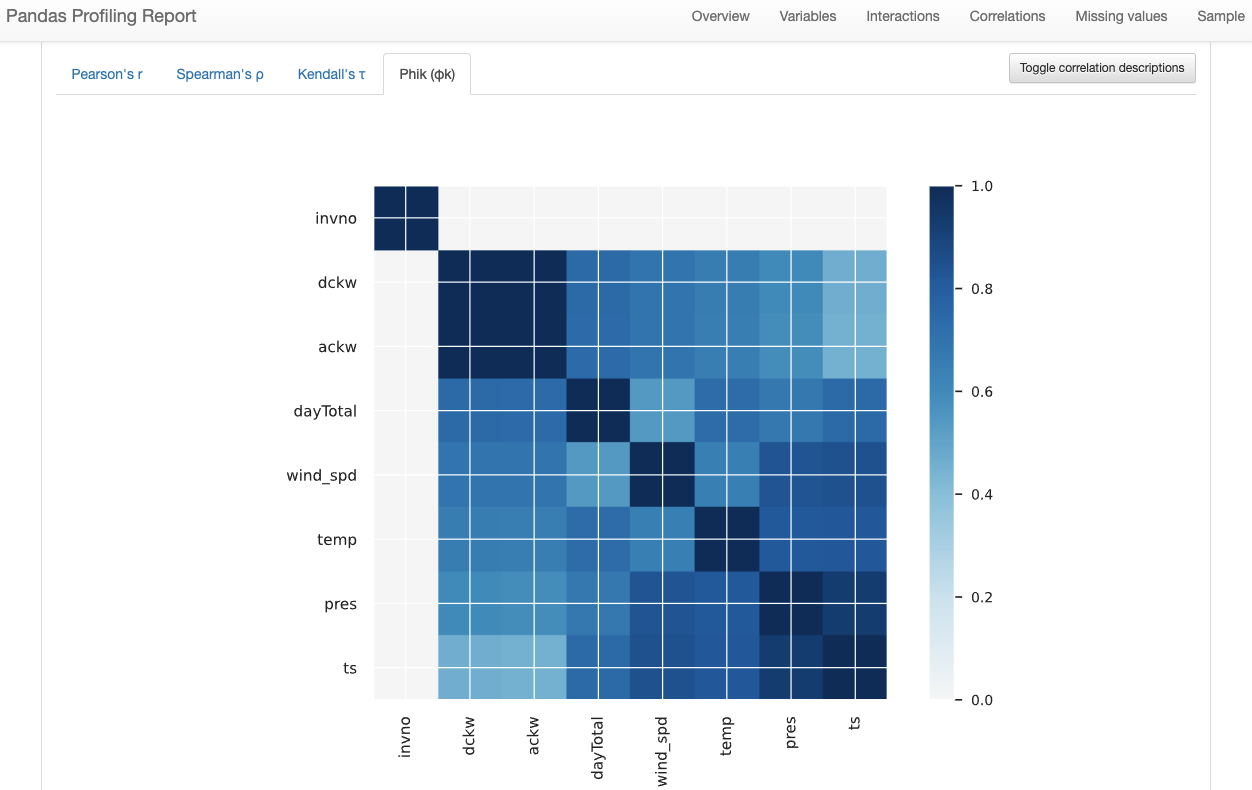 Pandas Profiling Report
Overview
Variables
Interactions
Correlations
Missing values
Sample
Pearson's r
Spearman's ρ
Kendall's τ
Phik (φk)
Toggle correlation descriptions
invno
dckw
ackw
dayTotal
wind_spd
temp
pres
ts
1.0
0.8
0.6
0.4
0.2
0.0
invno
dckw
ackw
dayTotal
wind_spd
temp
pres
ts